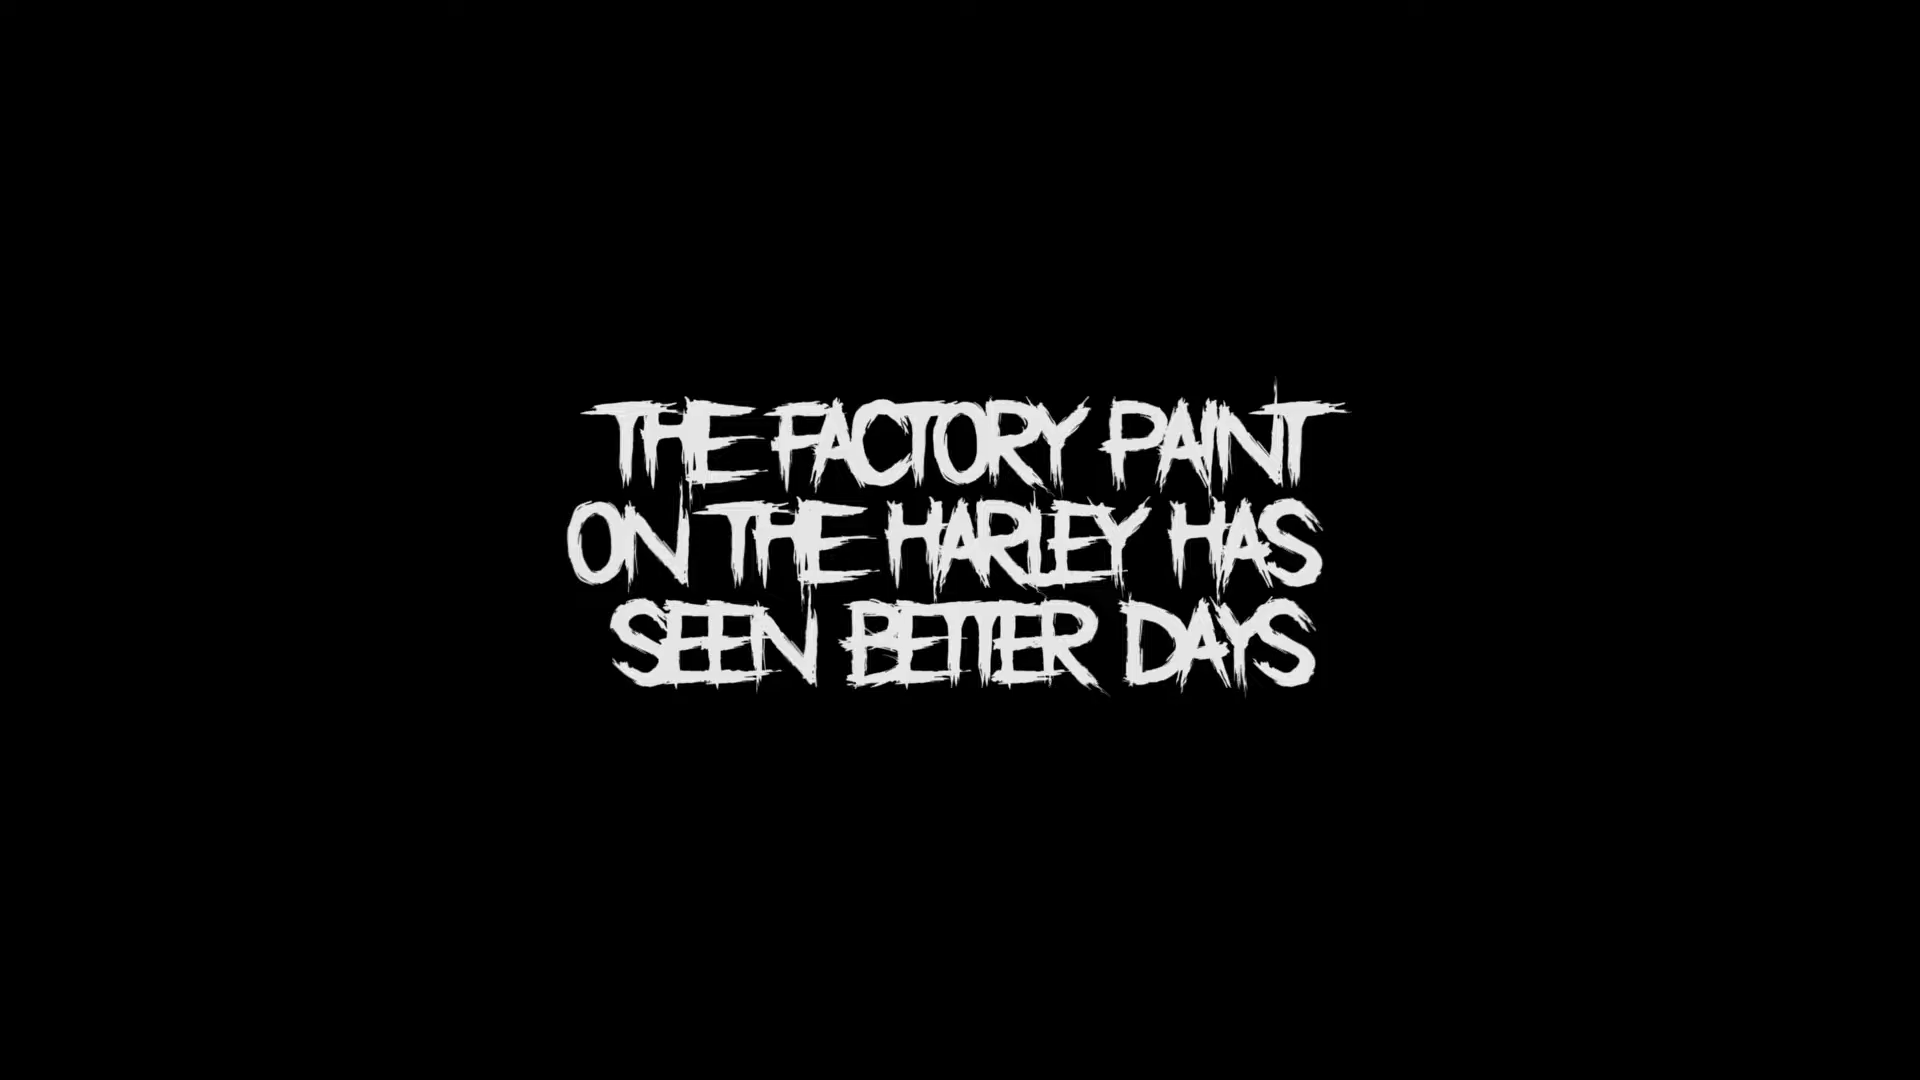 THE FACTORY PAINT
ON THE HARLEY HAS
SEEN BETTER DAYS